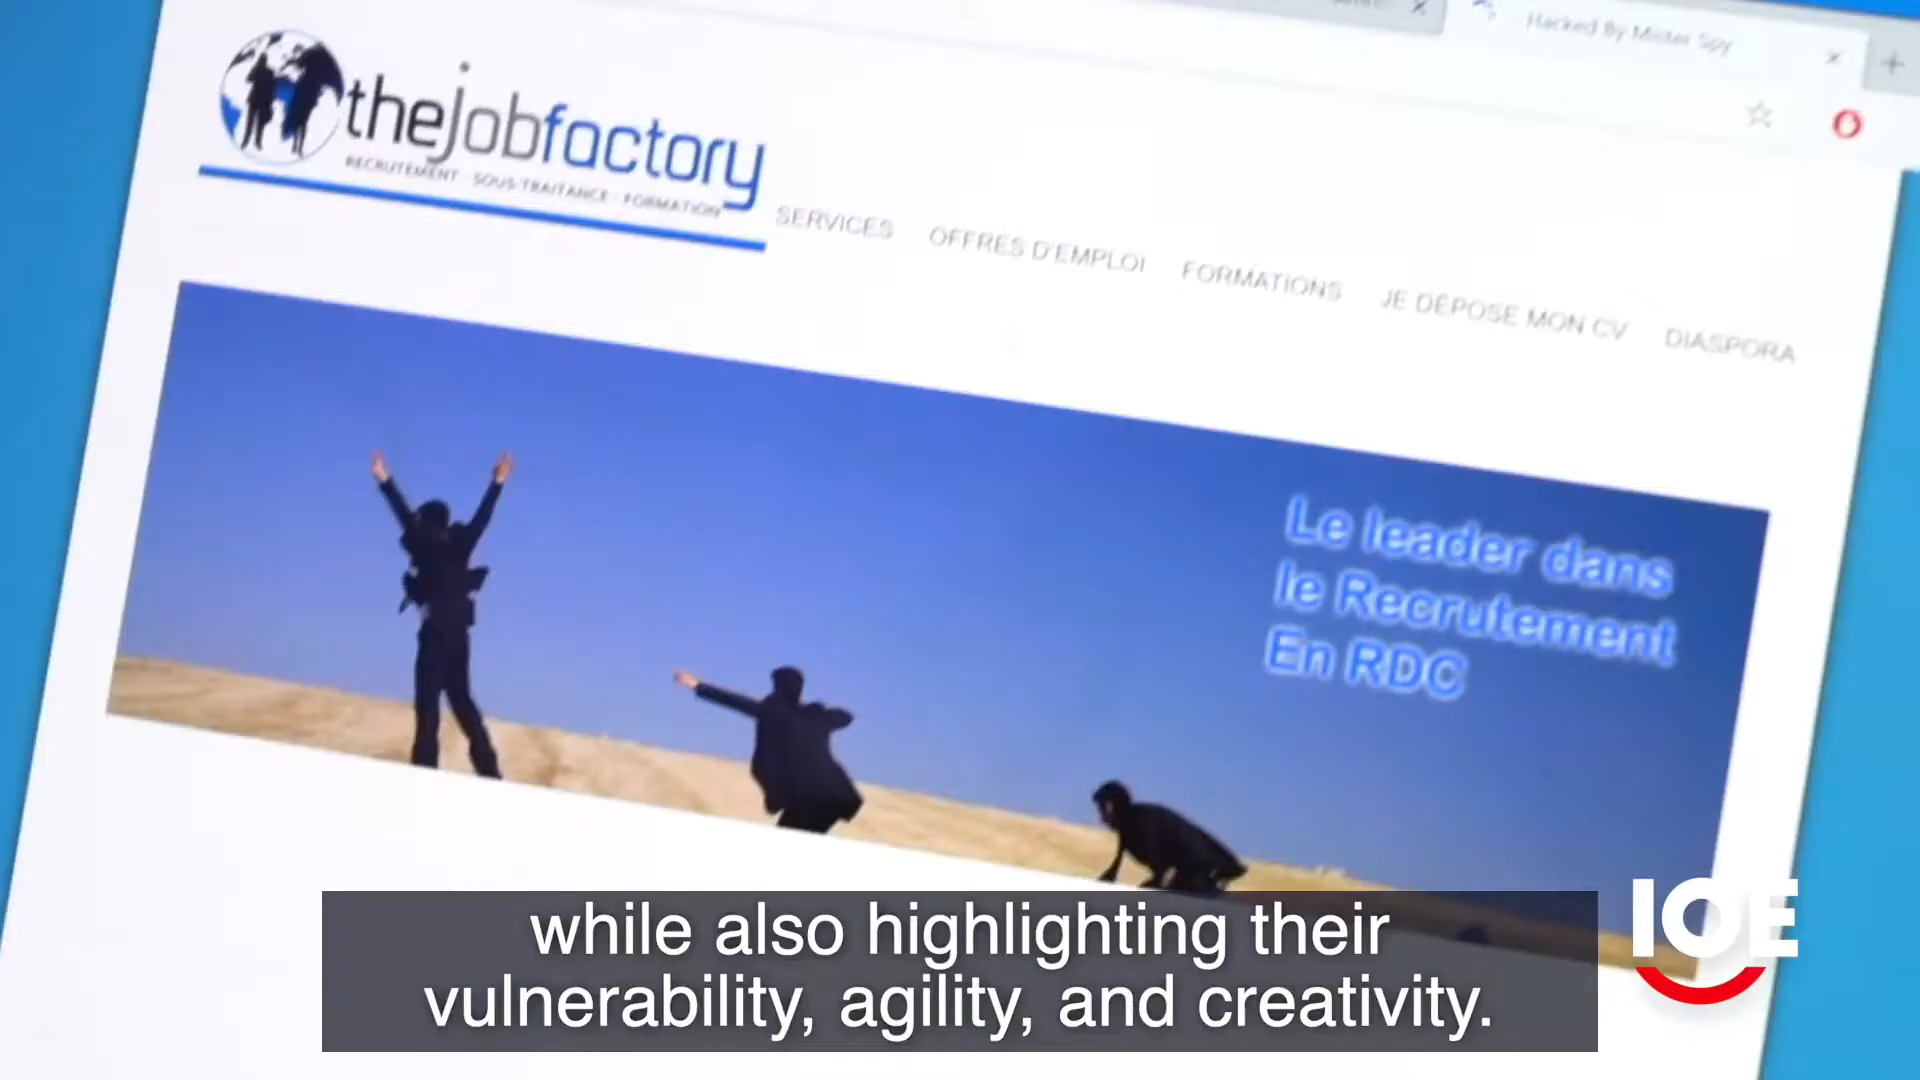 Hacked By Mister Spy
thejobfactory
RECRUTEMENT · SOUS-TRAITANCE · FORMATION
SERVICES OFFRES D'EMPLOI FORMATIONS JE DÉPOSE MON CV DIASPORA
Le leader dans
le Recrutement
En RDC
IOE
while also highlighting their
vulnerability, agility, and creativity.